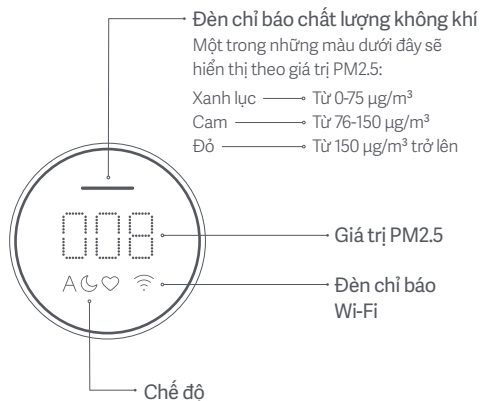 Đèn chỉ báo chất lượng không khí
Một trong những màu dưới đây sẽ
hiển thị theo giá trị PM2.5:
Xanh lục Từ 0-75 µg/m³
Cam Từ 76-150 µg/m³
Đỏ Từ 150 µg/m³ trở lên
008
Giá trị PM2.5
A
Đèn chỉ báo
Wi-Fi
Chế độ